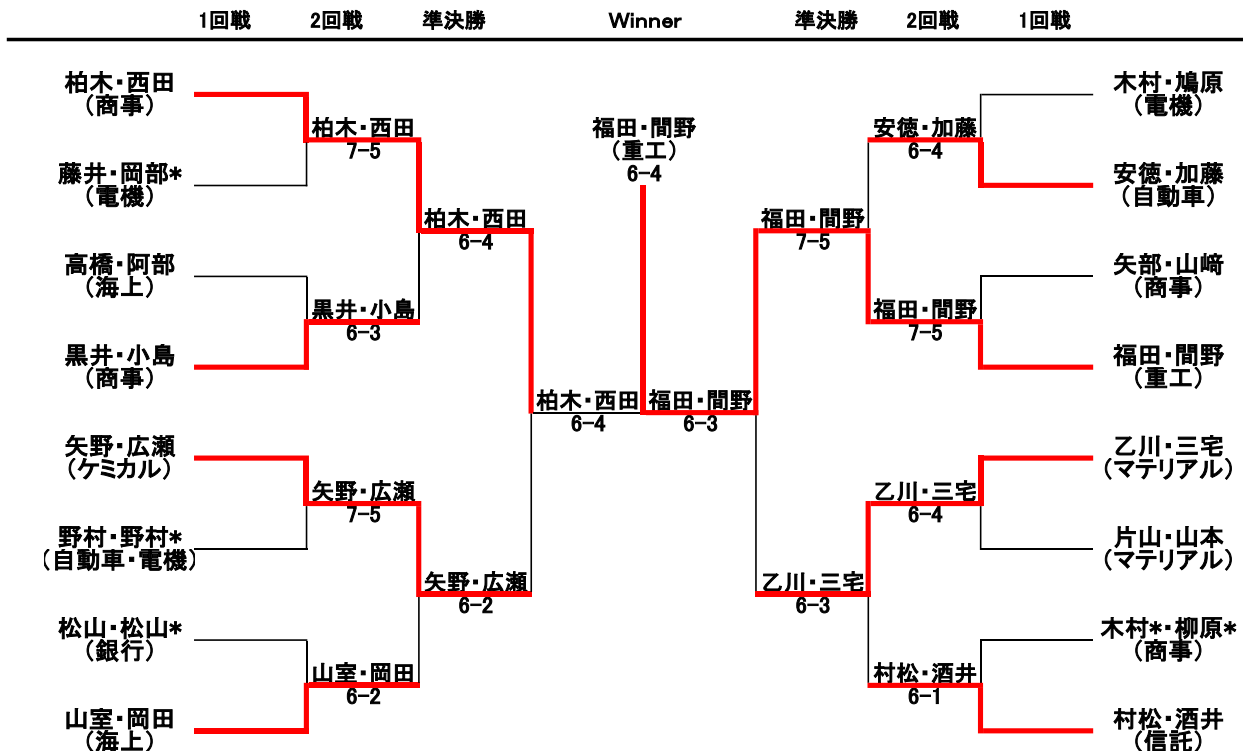 1回戦 2回戦 準決勝 Winner 準決勝 2回戦 1回戦
柏木・西田
(商事)
藤井・岡部*
(電機)
高橋・阿部
(海上)
黒井・小島
(商事)
矢野・広瀬
(ケミカル)
野村・野村*
(自動車・電機)
松山・松山*
(銀行)
山室・岡田
(海上)
柏木・西田
7-5
黒井・小島
6-3
矢野・広瀬
7-5
山室・岡田
6-2
柏木・西田
6-4
矢野・広瀬
6-2
柏木・西田
6-4
福田・間野
(重工)
6-4
福田・間野
6-3
福田・間野
7-5
乙川・三宅
6-3
安徳・加藤
6-4
福田・間野
7-5
乙川・三宅
6-4
村松・酒井
6-1
木村・鳩原
(電機)
安徳・加藤
(自動車)
矢部・山﨑
(商事)
福田・間野
(重工)
乙川・三宅
(マテリアル)
片山・山本
(マテリアル)
木村*・柳原*
(商事)
村松・酒井
(信託)